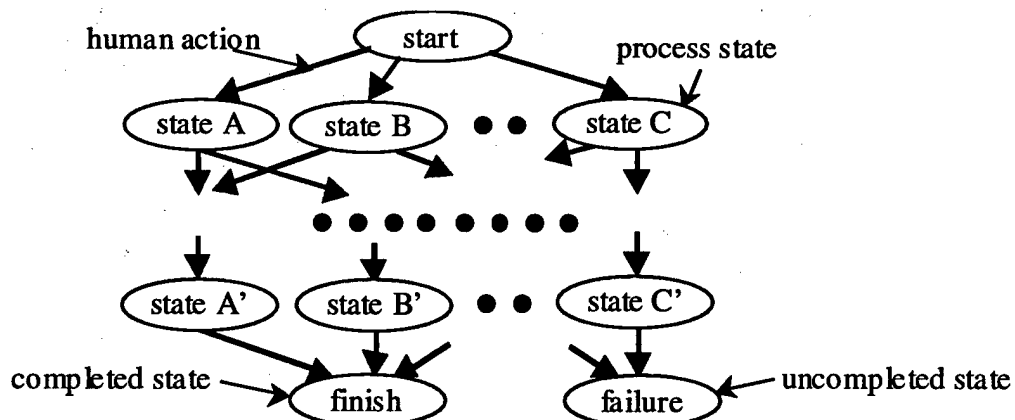 start
human action
process state
state A
state B
state C
state A'
state B'
state C'
completed state
finish
failure
uncompleted state